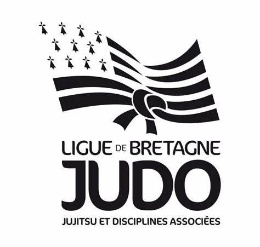 LIGUE DE BRETAGNE
JUDO
JUJITSU ET DISCIPLINES ASSOCIÉES